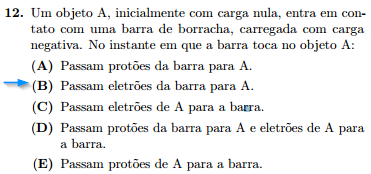 12. Um objeto A, inicialmente com carga nula, entra em con-
tato com uma barra de borracha, carregada com carga
negativa. No instante em que a barra toca no objeto A:
(A) Passam protões da barra para A.
(B) Passam eletrões da barra para A.
(C) Passam eletrões de A para a barra.
(D) Passam protões da barra para A e eletrões de A para
a barra.
(E) Passam protões de A para a barra.